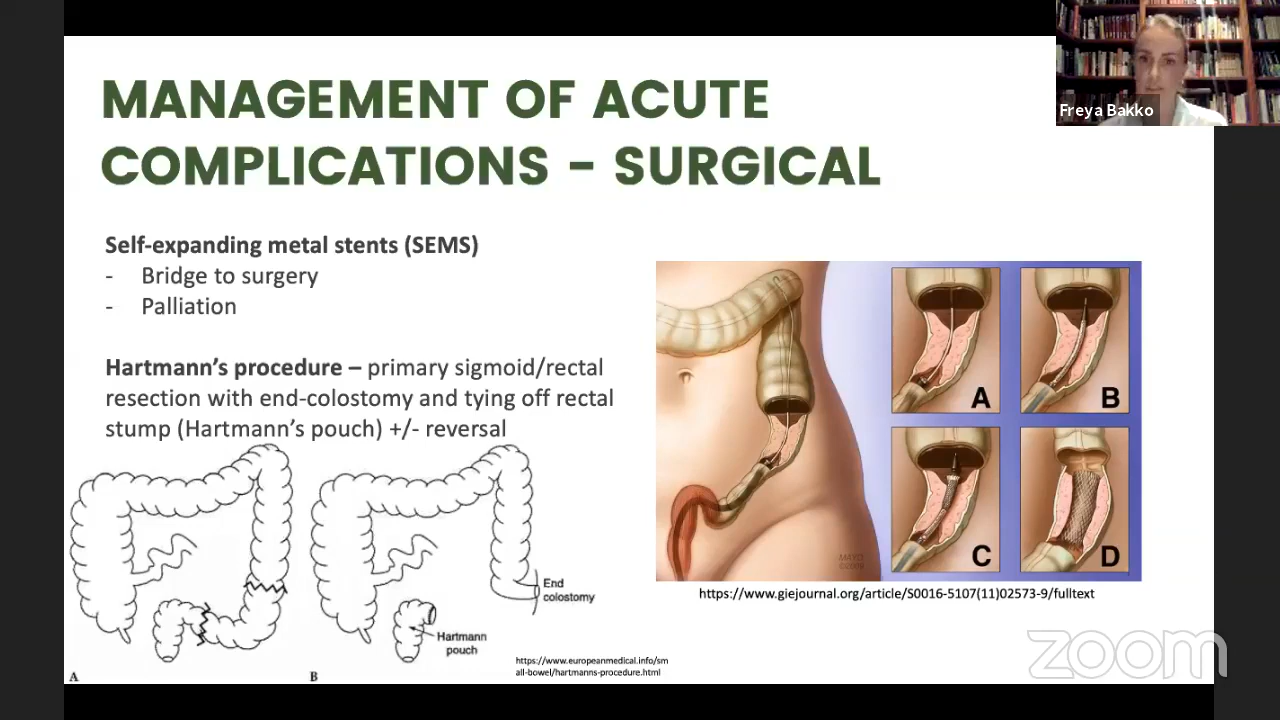 MANAGEMENT OF ACUTE
COMPLICATIONS - SURGICAL
Freya Bakko
Self-expanding metal stents (SEMS)
- Bridge to surgery
- Palliation
Hartmann's procedure – primary sigmoid/rectal
resection with end-colostomy and tying off rectal
stump (Hartmann's pouch) +/- reversal
A
B
C
D
MAYO
©2009
https://www.giejournal.org/article/S0016-5107(11)02573-9/fulltext
End
colostomy
Hartmann
pouch
A
B
https://www.europeanmedical.info/sm
all-bowel/hartmanns-procedure.html
zoom